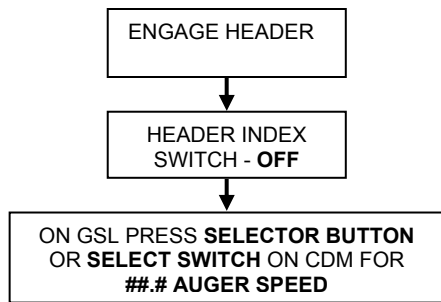 ENGAGE HEADER
HEADER INDEX
SWITCH - OFF
ON GSL PRESS SELECTOR BUTTON
OR SELECT SWITCH ON CDM FOR
##.# AUGER SPEED